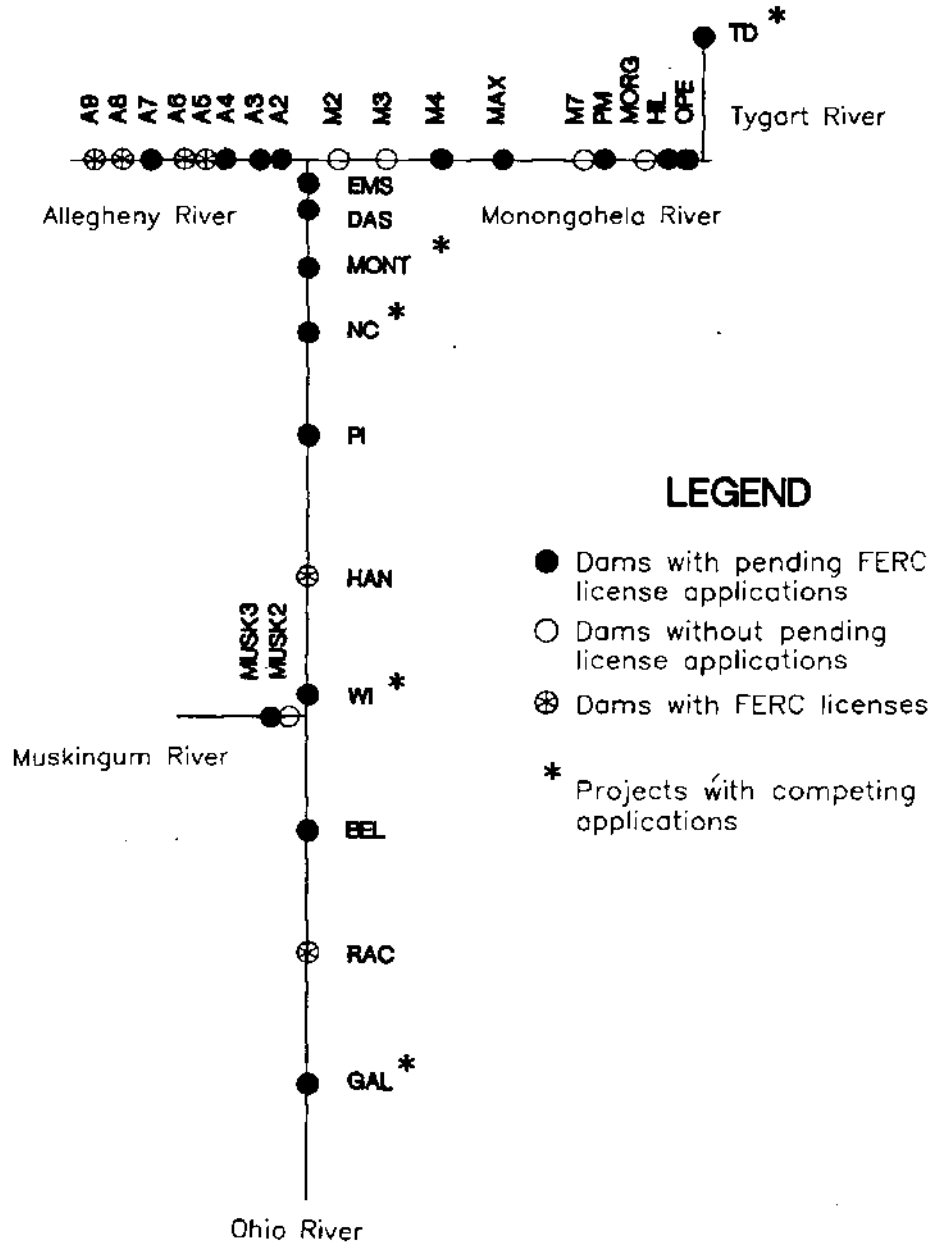 TD *
A9 A8 A7 A6 A5 A4 A3 A2 M2 M3 M4 MAX M7 PM MORG HIL OPE
Tygart River
Allegheny River
Monongahela River
EMS
DAS
MONT *
NC *
PI
HAN
MUSK3
MUSK2
WI *
Muskingum River
BEL
RAC
GAL *
Ohio River
LEGEND
Dams with pending FERC
license applications
Dams without pending
license applications
Dams with FERC licenses
* Projects with competing
applications